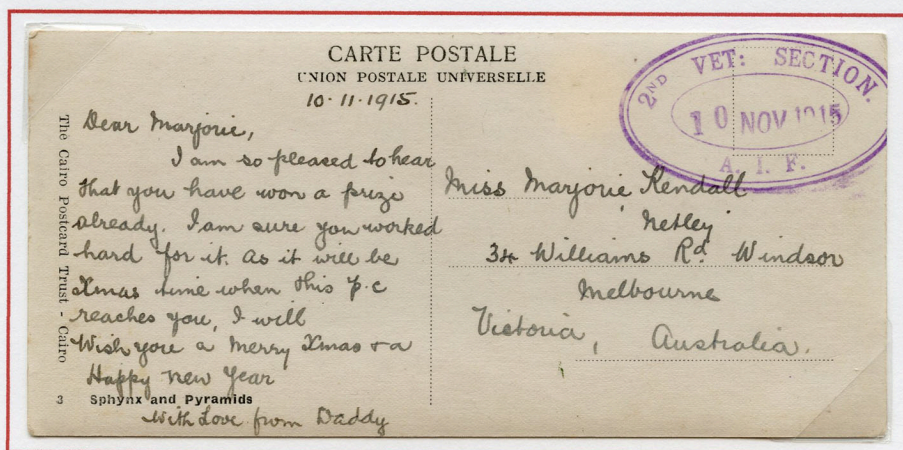 CARTE POSTALE
UNION POSTALE UNIVERSELLE
10·11·1915.
Dear Marjorie,
I am so pleased to hear
that you have won a prize
already. I am sure you worked
hard for it. As it will be
Xmas time when this p.c
reaches you, I will
Wish you a Merry Xmas + a
Happy New Year
With Love from Daddy
3 Sphynx and Pyramids
The Cairo Postcard Trust - Cairo
2ND VET: SECTION.
10 NOV 1915
A. I. F.
Miss Marjorie Kendall
Netley
34 Williams Rd. Windsor
Melbourne
Victoria, Australia.